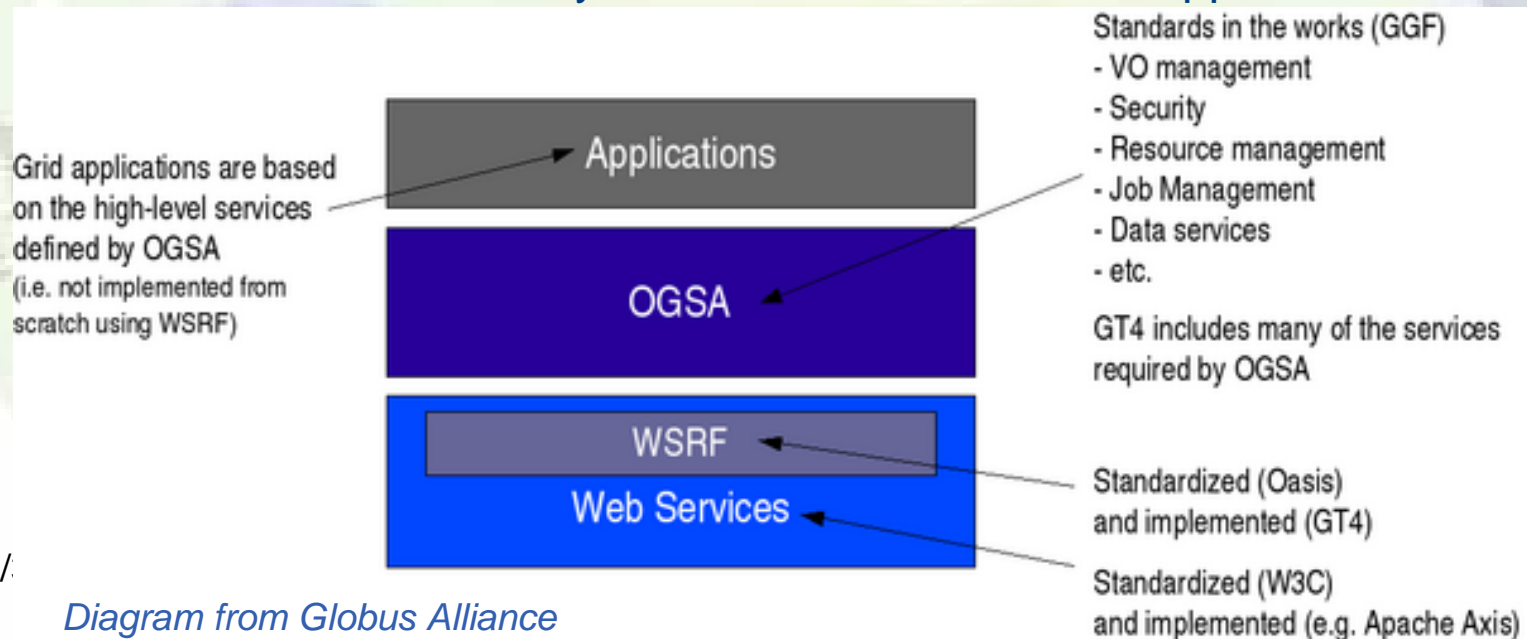 Standards in the works (GGF)
- VO management
- Security
- Resource management
- Job Management
- Data services
- etc.
GT4 includes many of the services
required by OGSA
Applications
Grid applications are based
on the high-level services
defined by OGSA
(i.e. not implemented from
scratch using WSRF)
OGSA
WSRF
Web Services
Standardized (Oasis)
and implemented (GT4)
Standardized (W3C)
and implemented (e.g. Apache Axis)
Diagram from Globus Alliance